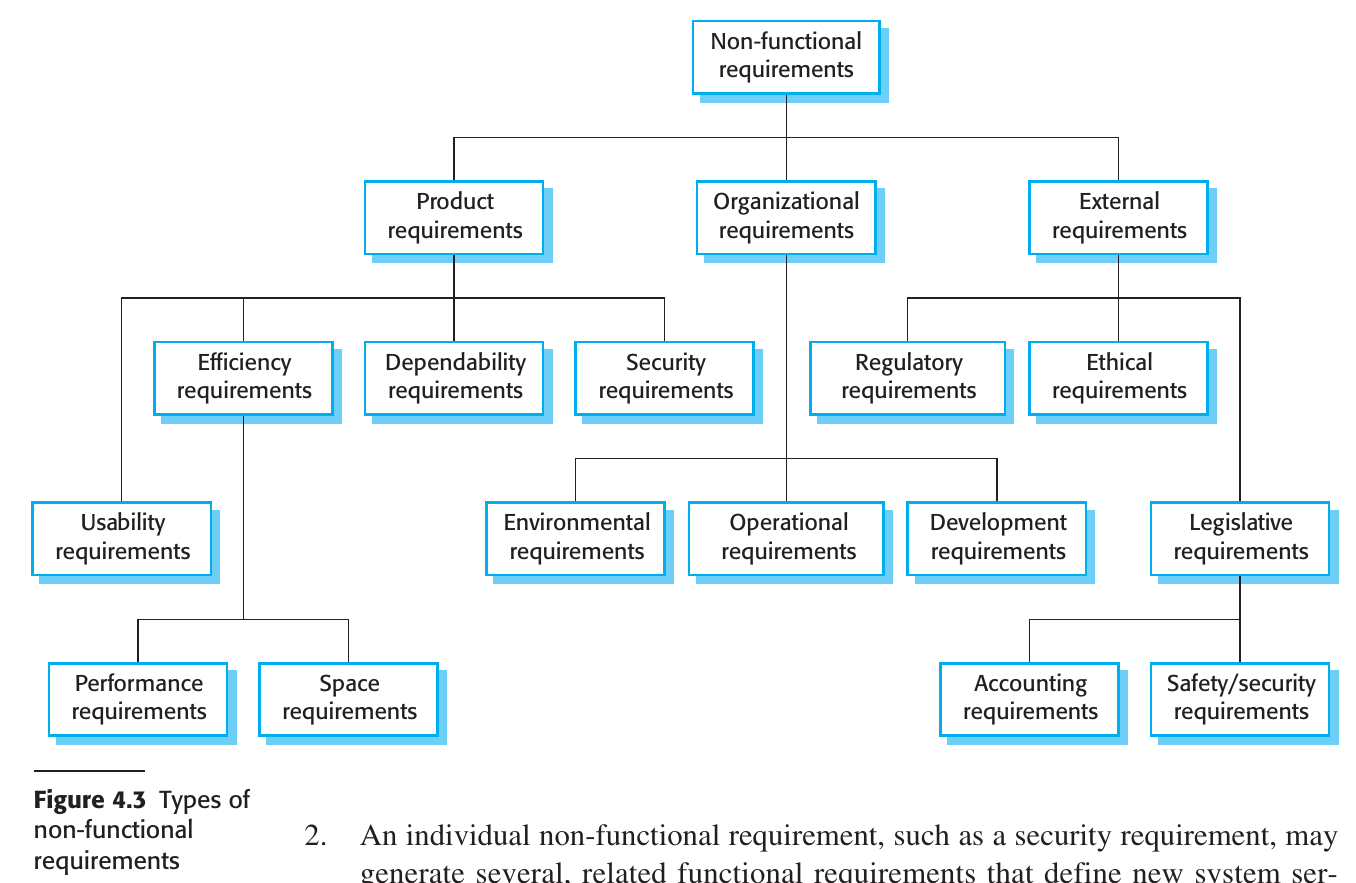 Non-functional
requirements
Product
requirements
Organizational
requirements
External
requirements
Efficiency
requirements
Dependability
requirements
Security
requirements
Regulatory
requirements
Ethical
requirements
Usability
requirements
Environmental
requirements
Operational
requirements
Development
requirements
Legislative
requirements
Performance
requirements
Space
requirements
Accounting
requirements
Safety/security
requirements
Figure 4.3 Types of
non-functional
requirements
2. An individual non-functional requirement, such as a security requirement, may
generate several, related functional requirements that define new system ser-